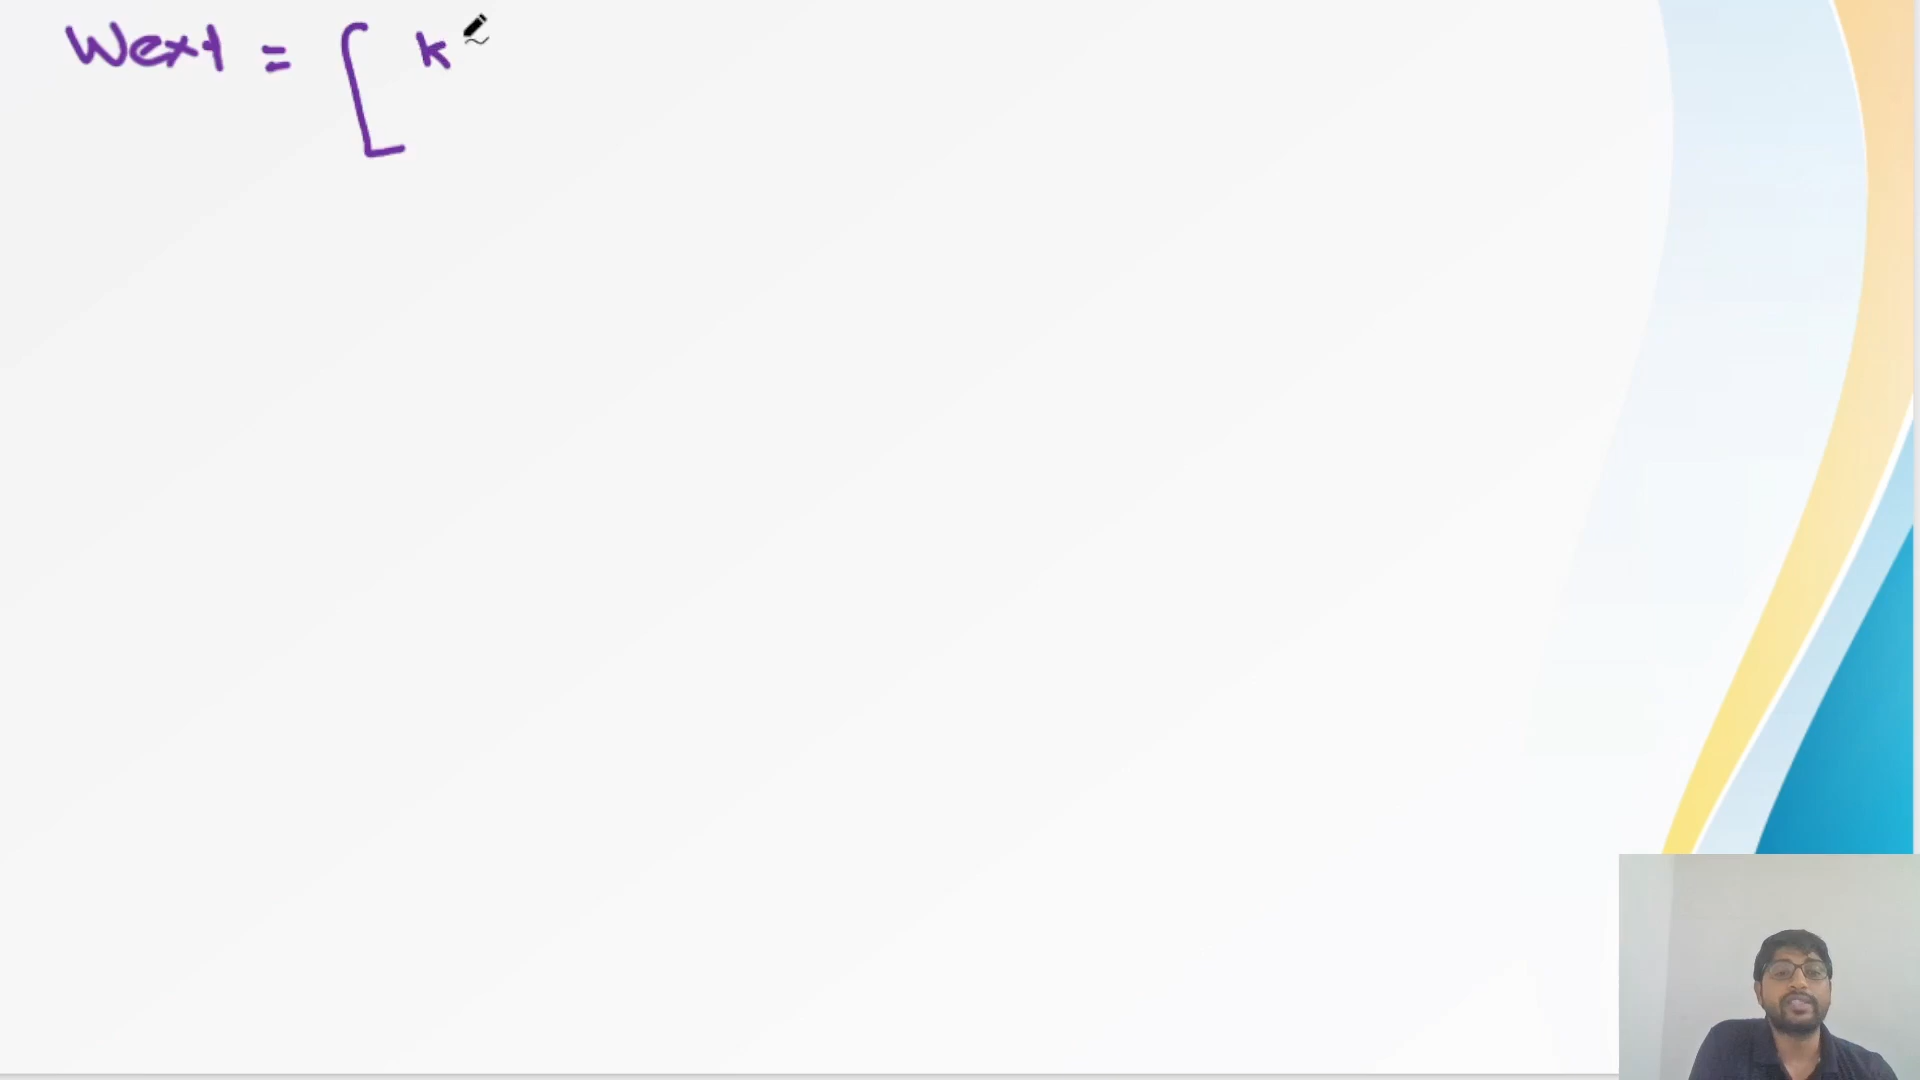 Wext = [ k